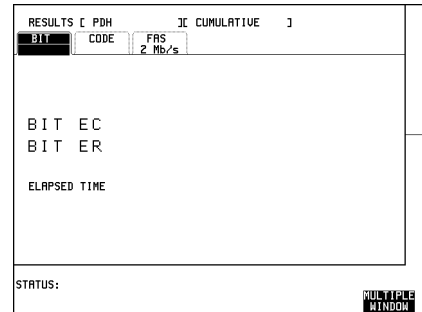 RESULTS [ PDH ][ CUMULATIVE ]
BIT CODE FAS
2 Mb/s
BIT EC
BIT ER
ELAPSED TIME
STATUS:
MULTIPLE
WINDOW